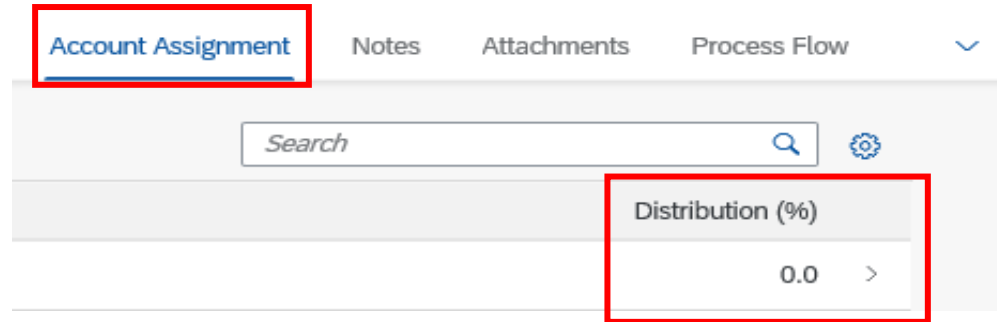 Account Assignment Notes Attachments Process Flow
Search
Distribution (%)
0.0